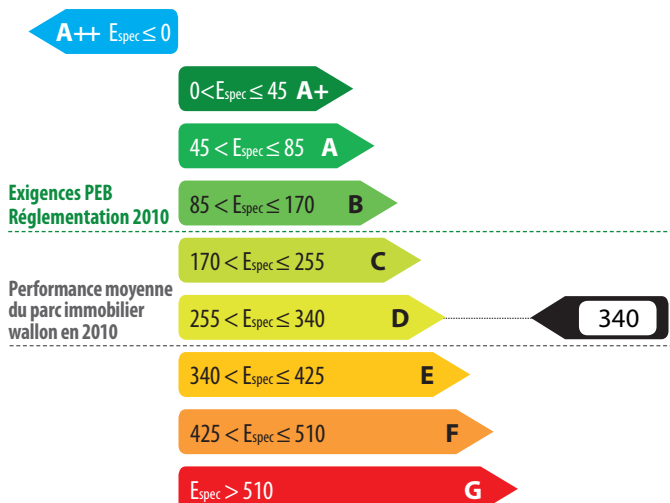 A++ Espec ≤ 0
0<Espec ≤ 45 A+
45 < Espec ≤ 85 A
Exigences PEB
Réglementation 2010
85 < Espec ≤ 170 B
170 < Espec ≤ 255 C
Performance moyenne
du parc immobilier
wallon en 2010
255 < Espec ≤ 340 D
340
340 < Espec ≤ 425 E
425 < Espec ≤ 510 F
Espec > 510 G